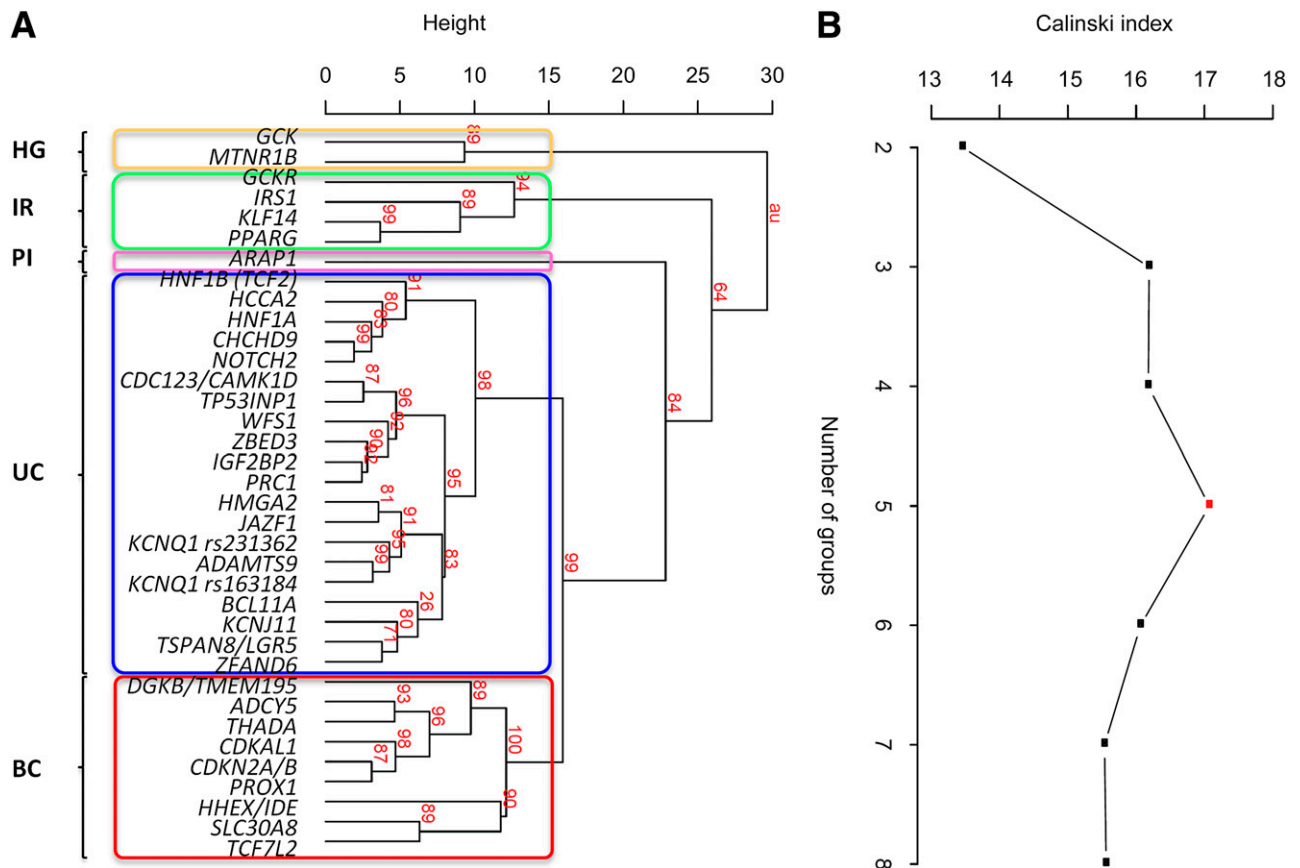 A
Height
0 5 10 15 20 25 30
HG
GCK
MTNR1B
IR
GCKR
IRS1
KLF14
PPARG
PI
ARAP1
UC
HNF1B (TCF2)
HCCA2
HNF1A
CHCHD9
NOTCH2
CDC123/CAMK1D
TP53INP1
WFS1
ZBED3
IGF2BP2
PRC1
HMGA2
JAZF1
KCNQ1 rs231362
ADAMTS9
KCNQ1 rs163184
BCL11A
KCNJ11
TSPAN8/LGR5
ZFAND6
BC
DGKB/TMEM195
ADCY5
THADA
CDKAL1
CDKN2A/B
PROX1
HHEX/IDE
SLC30A8
TCF7L2
89
94
89
99
au
64
84
91
80
83
99
98
87
96
92
90
95
81
91
95
99
83
26
80
71
99
89
93
96
98
87
100
90
89
B
Calinski index
13 14 15 16 17 18
Number of groups
2
3
4
5
6
7
8